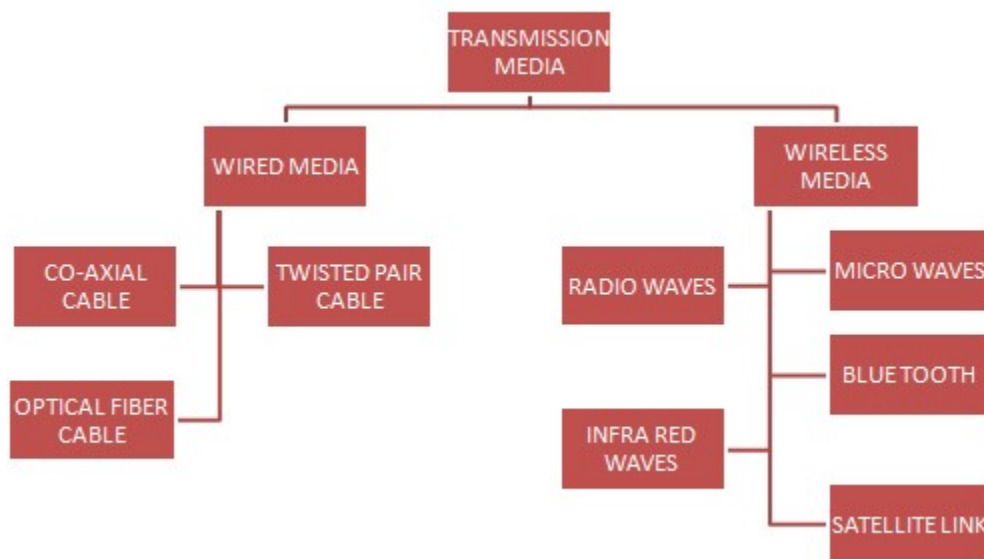 TRANSMISSION
MEDIA
WIRED MEDIA
WIRELESS
MEDIA
CO-AXIAL
CABLE
TWISTED PAIR
CABLE
RADIO WAVES
MICRO WAVES
OPTICAL FIBER
CABLE
INFRA RED
WAVES
BLUE TOOTH
SATELLITE LINK